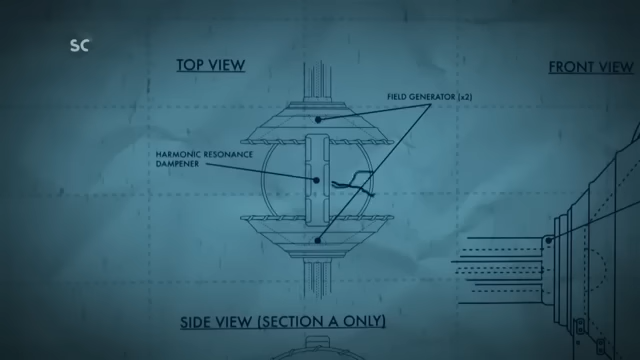 SC
TOP VIEW
FRONT VIEW
FIELD GENERATOR (x2)
HARMONIC RESONANCE
DAMPENER
SIDE VIEW (SECTION A ONLY)